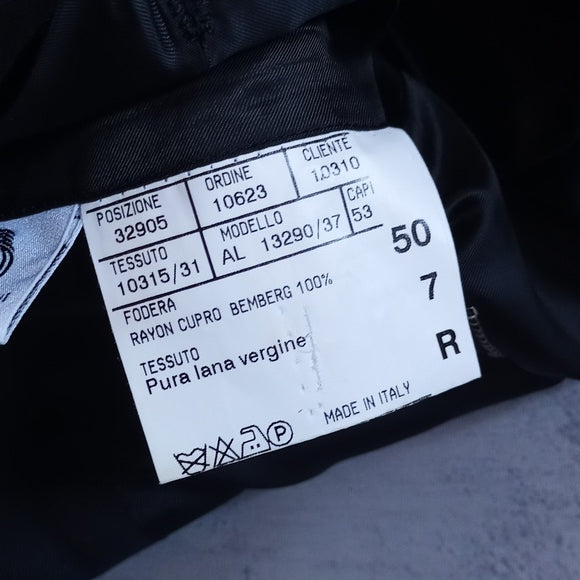 POSIZIONE ORDINE CLIENTE
32905 10623 10310
TESSUTO MODELLO CAPI
10315/31 AL 13290/37 53
FODERA 50
RAYON CUPRO BEMBERG 100% 7
TESSUTO R
Pura lana vergine
MADE IN ITALY
P